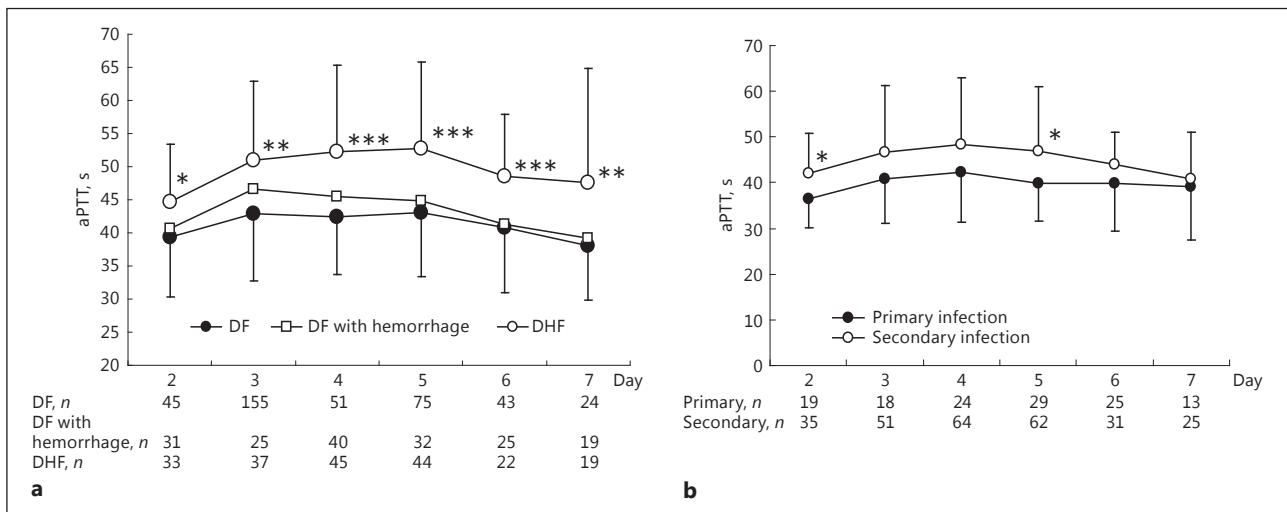 70
65
60
55
50
45
40
35
30
25
20
aPTT, s
* ** *** *** *** **
DF DF with hemorrhage DHF
2 3 4 5 6 7 Day
DF, n 45 155 51 75 43 24
DF with
hemorrhage, n 31 25 40 32 25 19
DHF, n 33 37 45 44 22 19
a
70
60
50
40
30
20
10
0
aPTT, s
* *
Primary infection
Secondary infection
2 3 4 5 6 7 Day
Primary, n 19 18 24 29 25 13
Secondary, n 35 51 64 62 31 25
b